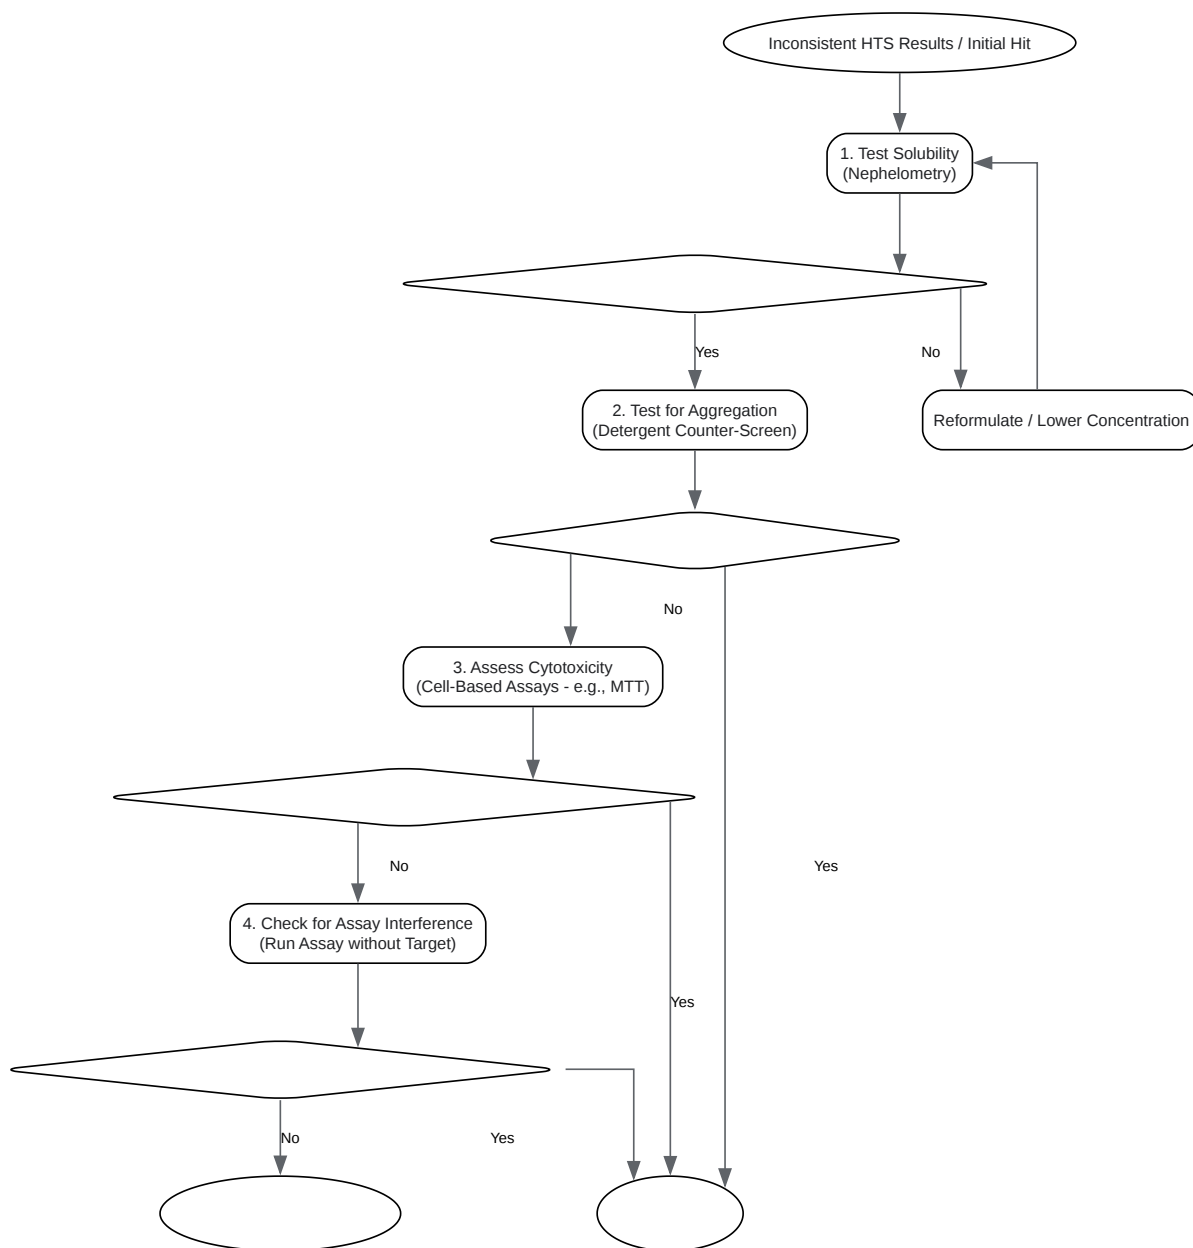 Inconsistent HTS Results / Initial Hit
1. Test Solubility
(Nephelometry)
Yes
No
2. Test for Aggregation
(Detergent Counter-Screen)
Reformulate / Lower Concentration
No
3. Assess Cytotoxicity
(Cell-Based Assays - e.g., MTT)
No
Yes
4. Check for Assay Interference
(Run Assay without Target)
Yes
No
Yes